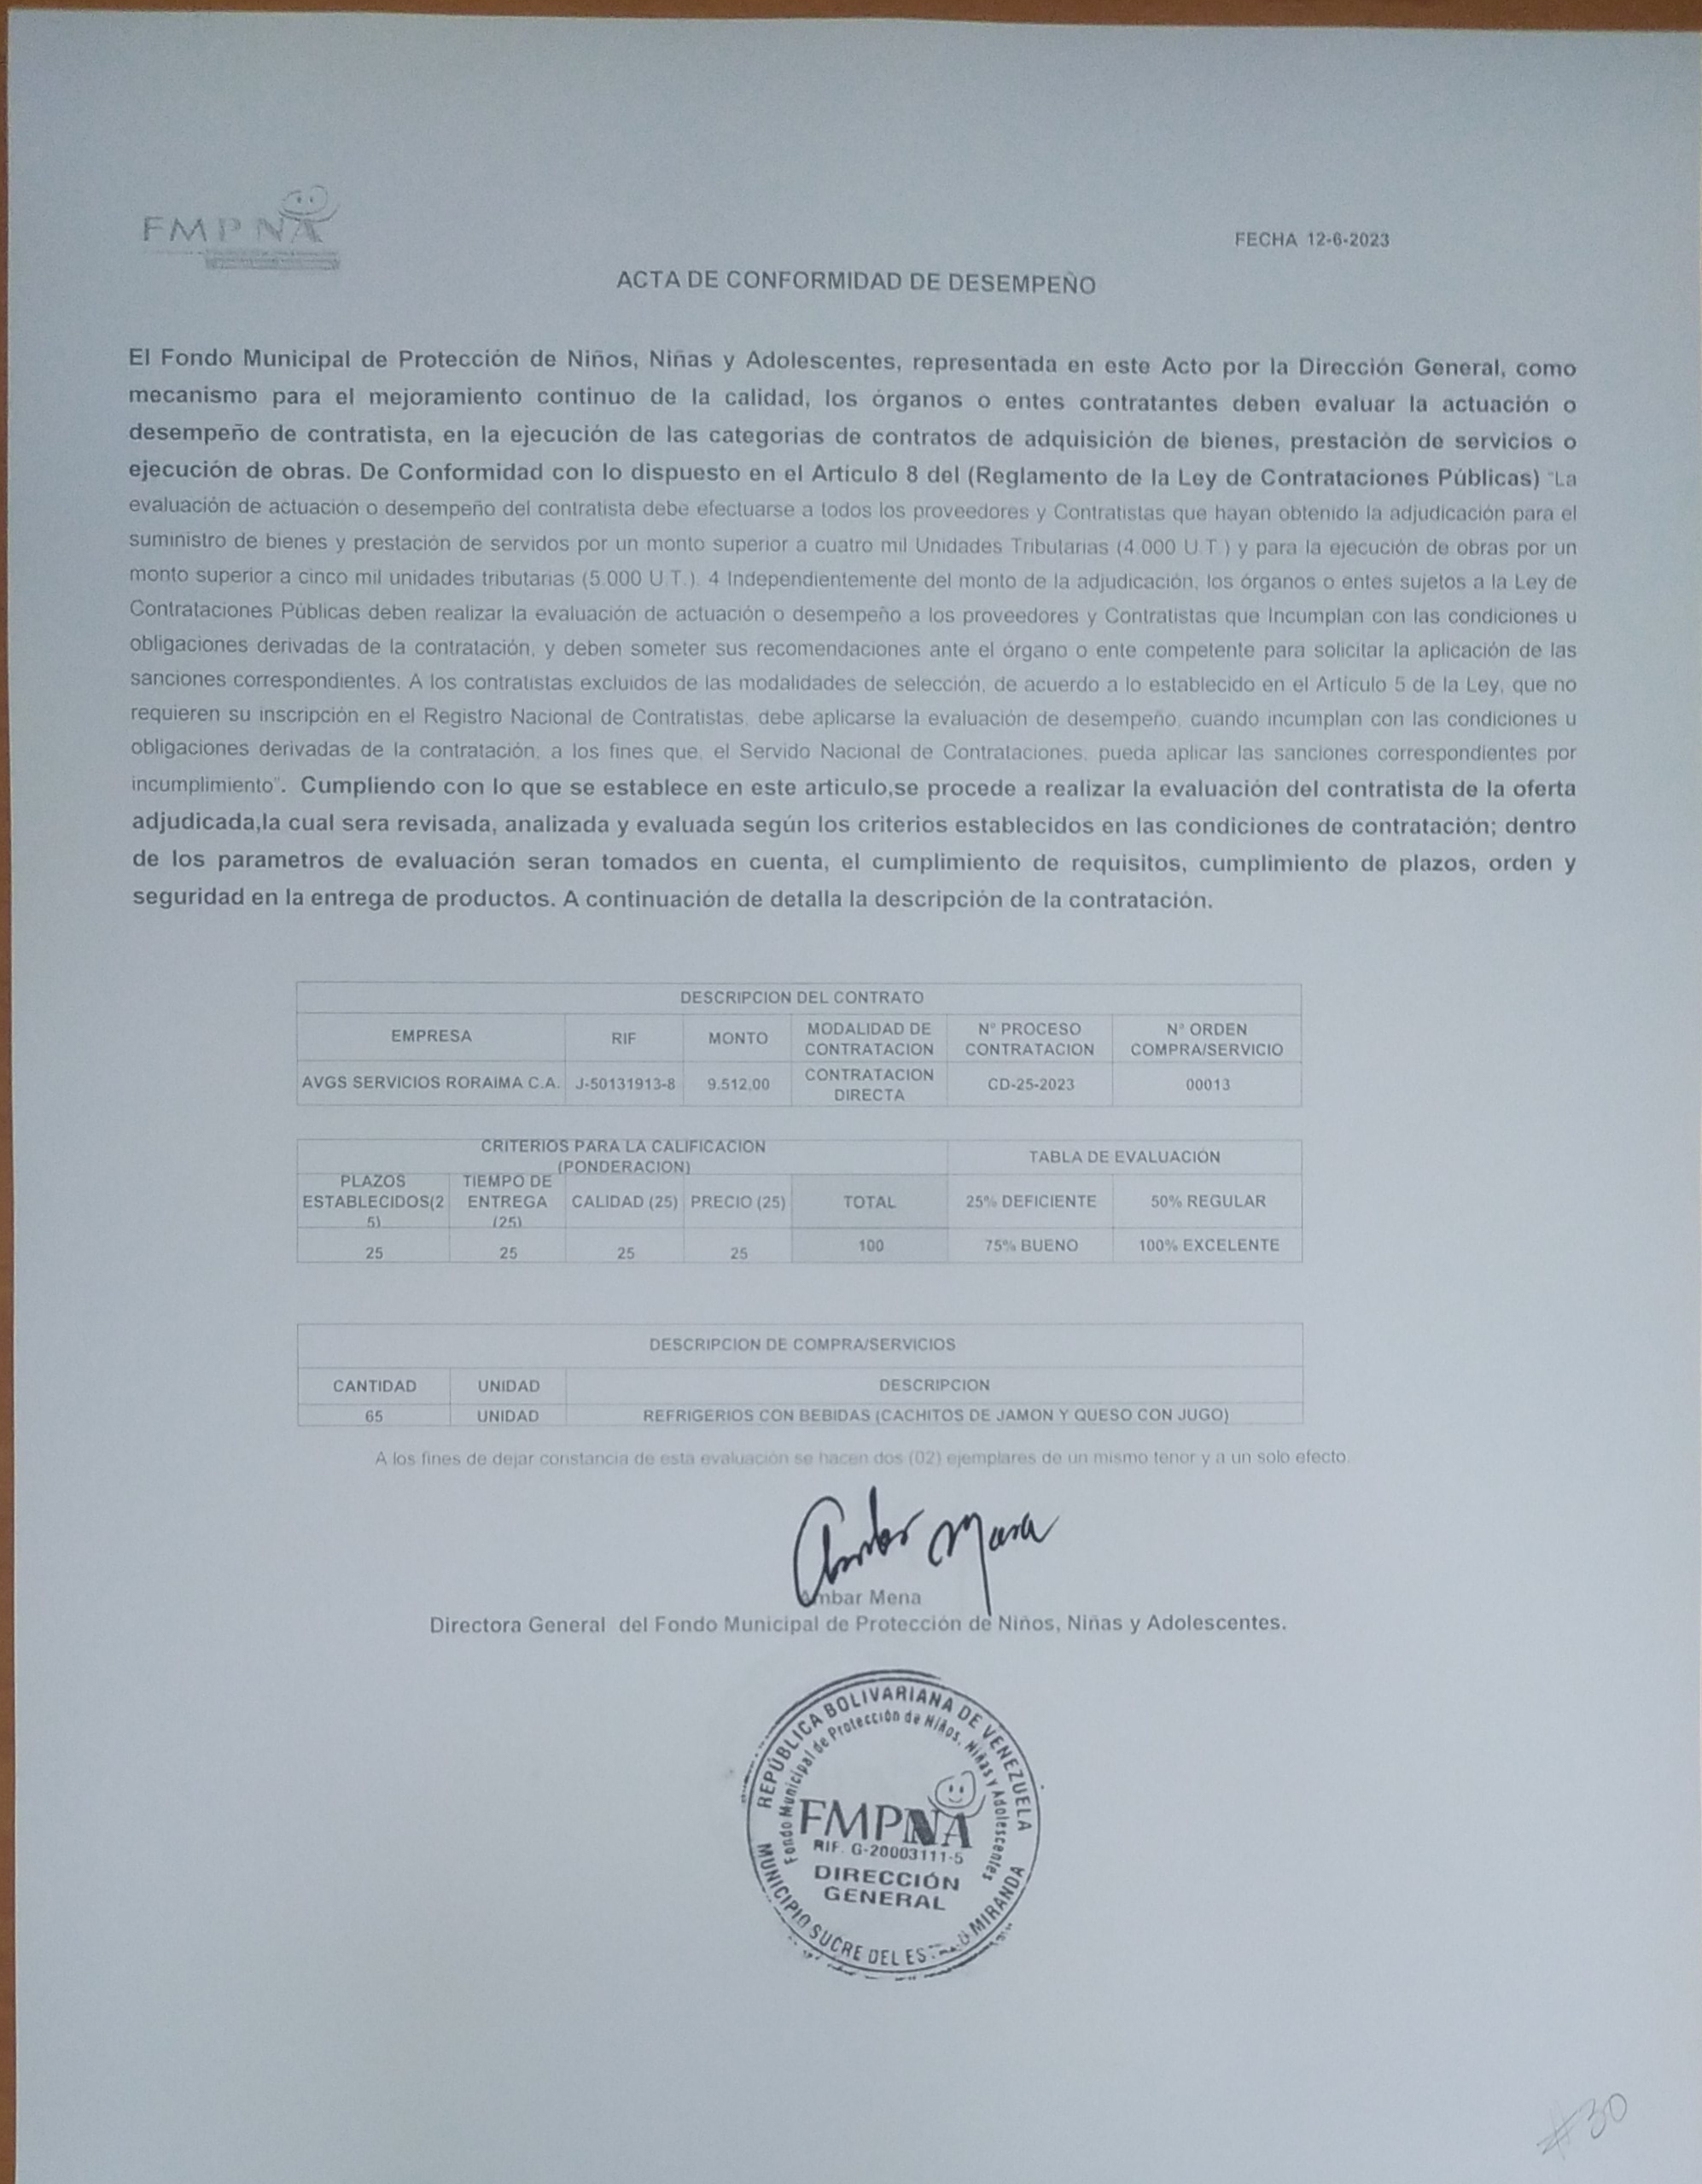 FMPNA
FECHA 12-6-2023
ACTA DE CONFORMIDAD DE DESEMPEÑO
El Fondo Municipal de Protección de Niños, Niñas y Adolescentes, representada en este Acto por la Dirección General, como
mecanismo para el mejoramiento continuo de la calidad, los órganos o entes contratantes deben evaluar la actuación o
desempeño de contratista, en la ejecución de las categorias de contratos de adquisición de bienes, prestación de servicios o
ejecución de obras. De Conformidad con lo dispuesto en el Articulo 8 del (Reglamento de la Ley de Contrataciones Públicas) "La
evaluación de actuación o desempeño del contratista debe efectuarse a todos los proveedores y Contratistas que hayan obtenido la adjudicación para el
suministro de bienes y prestación de servidos por un monto superior a cuatro mil Unidades Tributarias (4.000 U.T.) y para la ejecución de obras por un
monto superior a cinco mil unidades tributarias (5.000 U.T.). 4 Independientemente del monto de la adjudicación, los órganos o entes sujetos a la Ley de
Contrataciones Públicas deben realizar la evaluación de actuación o desempeño a los proveedores y Contratistas que Incumplan con las condiciones u
obligaciones derivadas de la contratación, y deben someter sus recomendaciones ante el órgano o ente competente para solicitar la aplicación de las
sanciones correspondientes. A los contratistas excluidos de las modalidades de selección, de acuerdo a lo establecido en el Artículo 5 de la Ley, que no
requieren su inscripción en el Registro Nacional de Contratistas, debe aplicarse la evaluación de desempeño, cuando incumplan con las condiciones u
obligaciones derivadas de la contratación, a los fines que, el Servido Nacional de Contrataciones, pueda aplicar las sanciones correspondientes por
incumplimiento". Cumpliendo con lo que se establece en este articulo,se procede a realizar la evaluación del contratista de la oferta
adjudicada,la cual sera revisada, analizada y evaluada según los criterios establecidos en las condiciones de contratación; dentro
de los parametros de evaluación seran tomados en cuenta, el cumplimiento de requisitos, cumplimiento de plazos, orden y
seguridad en la entrega de productos. A continuación de detalla la descripción de la contratación.
DESCRIPCION DEL CONTRATO
EMPRESA RIF MONTO MODALIDAD DE CONTRATACION N° PROCESO CONTRATACION N° ORDEN COMPRA/SERVICIO
AVGS SERVICIOS RORAIMA C.A. J-50131913-8 9.512,00 CONTRATACION DIRECTA CD-25-2023 00013
CRITERIOS PARA LA CALIFICACION (PONDERACION) TABLA DE EVALUACIÓN
PLAZOS ESTABLECIDOS(25) TIEMPO DE ENTREGA (25) CALIDAD (25) PRECIO (25) TOTAL 25% DEFICIENTE 50% REGULAR
25 25 25 25 100 75% BUENO 100% EXCELENTE
DESCRIPCION DE COMPRA/SERVICIOS
CANTIDAD UNIDAD DESCRIPCION
65 UNIDAD REFRIGERIOS CON BEBIDAS (CACHITOS DE JAMON Y QUESO CON JUGO)
A los fines de dejar constancia de esta evaluación se hacen dos (02) ejemplares de un mismo tenor y a un solo efecto.
Ambar Mena
Directora General del Fondo Municipal de Protección de Niños, Niñas y Adolescentes.
REPÚBLICA BOLIVARIANA DE VENEZUELA
Fondo Municipal de Protección de Niños, Niñas y Adolescentes
FMPNA
RIF. G-20003111-5
DIRECCIÓN
GENERAL
MUNICIPIO SUCRE DEL ESTADO MIRANDA
#30